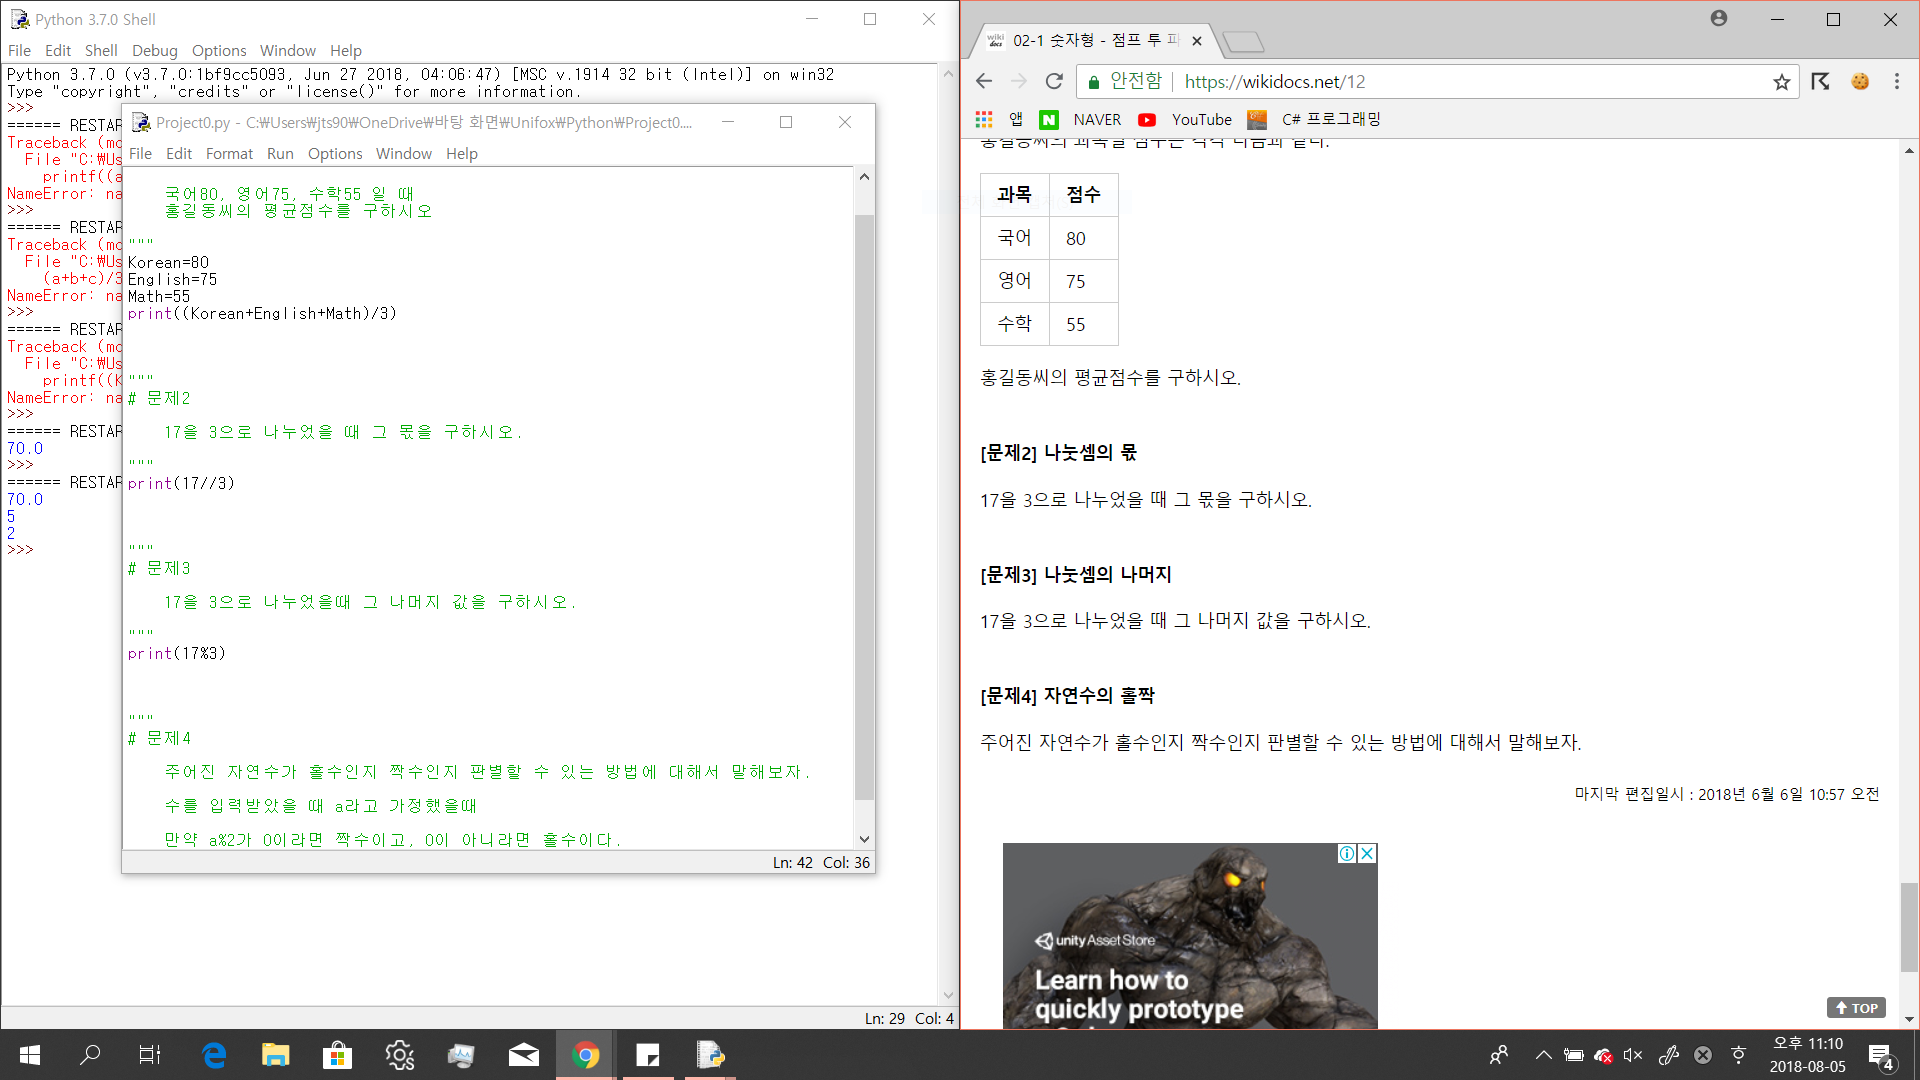 Python 3.7.0 Shell
File Edit Shell Debug Options Window Help
Python 3.7.0 (v3.7.0:1bf9cc5093, Jun 27 2018, 04:06:47) [MSC v.1914 32 bit (Intel)] on win32
Type "copyright", "credits" or "license()" for more information.
>>>
====== RESTAR
Traceback (mo
File "C:₩Us
printf((a
NameError: na
>>>
====== RESTAR
Traceback (mo
File "C:₩Us
(a+b+c)/3
NameError: na
>>>
====== RESTAR
Traceback (mo
File "C:₩Us
printf((K
NameError: na
>>>
====== RESTAR
70.0
>>>
====== RESTAR
70.0
5
2
>>>
Ln: 29 Col: 4
Project0.py - C:₩Users₩jts90₩OneDrive₩바탕 화면₩Unifox₩Python₩Project0....
File Edit Format Run Options Window Help
국어80, 영어75, 수학55 일 때
홍길동씨의 평균점수를 구하시오
"""
Korean=80
English=75
Math=55
print((Korean+English+Math)/3)
"""
# 문제2
17을 3으로 나누었을 때 그 몫을 구하시오.
"""
print(17//3)
"""
# 문제3
17을 3으로 나누었을때 그 나머지 값을 구하시오.
"""
print(17%3)
"""
# 문제4
주어진 자연수가 홀수인지 짝수인지 판별할 수 있는 방법에 대해서 말해보자.
수를 입력받았을 때 a라고 가정했을때
만약 a%2가 0이라면 짝수이고, 0이 아니라면 홀수이다.
Ln: 42 Col: 36
wiki docs 02-1 숫자형 - 점프 투 파
안전함 https://wikidocs.net/12
앱 NAVER YouTube C# 프로그래밍
홍길동씨의 과목별 점수는 각각 다음과 같다.
과목 점수
국어 80
영어 75
수학 55
홍길동씨의 평균점수를 구하시오.
[문제2] 나눗셈의 몫
17을 3으로 나누었을 때 그 몫을 구하시오.
[문제3] 나눗셈의 나머지
17을 3으로 나누었을 때 그 나머지 값을 구하시오.
[문제4] 자연수의 홀짝
주어진 자연수가 홀수인지 짝수인지 판별할 수 있는 방법에 대해서 말해보자.
마지막 편집일시 : 2018년 6월 6일 10:57 오전
unity Asset Store
Learn how to
quickly prototype
TOP
오후 11:10
2018-08-05
4